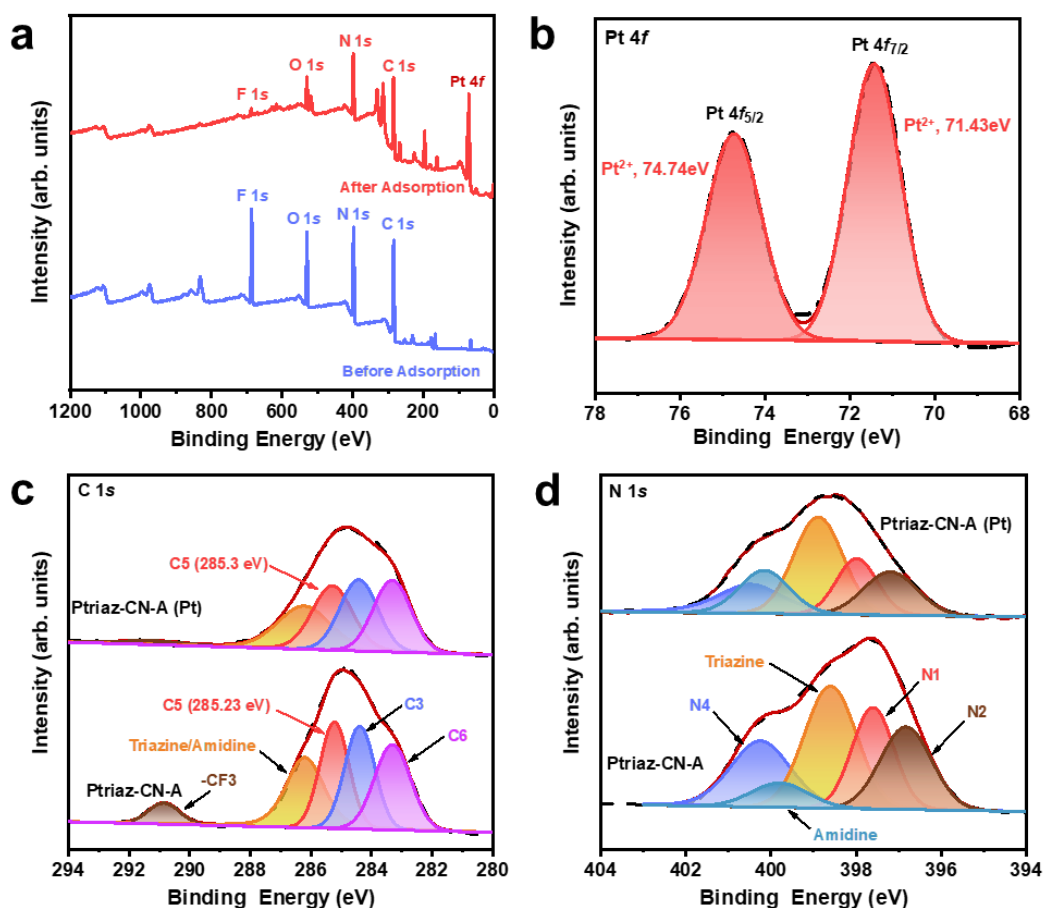 a
N 1s
O 1s
C 1s
Pt 4f
F 1s
After Adsorption
F 1s
O 1s
N 1s
C 1s
Before Adsorption
Intensity (arb. units)
1200 1000 800 600 400 200 0
Binding Energy (eV)
b
Pt 4f
Pt 4f7/2
Pt 4f5/2
Pt²⁺, 71.43eV
Pt²⁺, 74.74eV
Intensity (arb. units)
78 76 74 72 70 68
Binding Energy (eV)
c
C 1s
C5 (285.3 eV)
Ptriaz-CN-A (Pt)
C5 (285.23 eV)
C3
Triazine/Amidine
C6
-CF3
Ptriaz-CN-A
Intensity (arb. units)
294 292 290 288 286 284 282 280
Binding Energy (eV)
d
N 1s
Ptriaz-CN-A (Pt)
Triazine
N1
N4
N2
Ptriaz-CN-A
Amidine
Intensity (arb. units)
404 402 400 398 396 394
Binding Energy (eV)